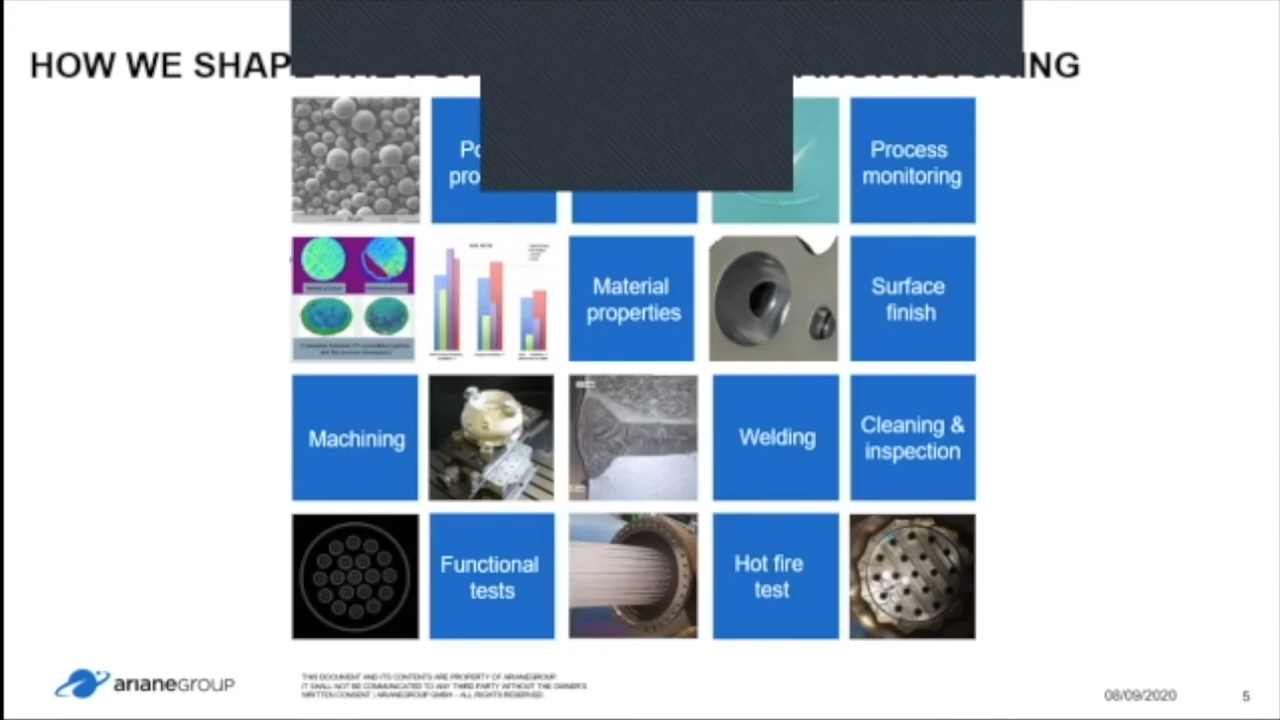 HOW WE SHAPE
ING
Process
monitoring
Material
properties
Surface
finish
Machining
Welding
Cleaning &
inspection
Functional
tests
Hot fire
test
arianeGROUP
THIS DOCUMENT AND ITS CONTENTS ARE PROPERTY OF ARIANEGROUP.
IT SHALL NOT BE COMMUNICATED TO ANY THIRD PARTY WITHOUT THE OWNER'S
WRITTEN CONSENT | ARIANEGROUP GMBH – ALL RIGHTS RESERVED.
08/09/2020
5